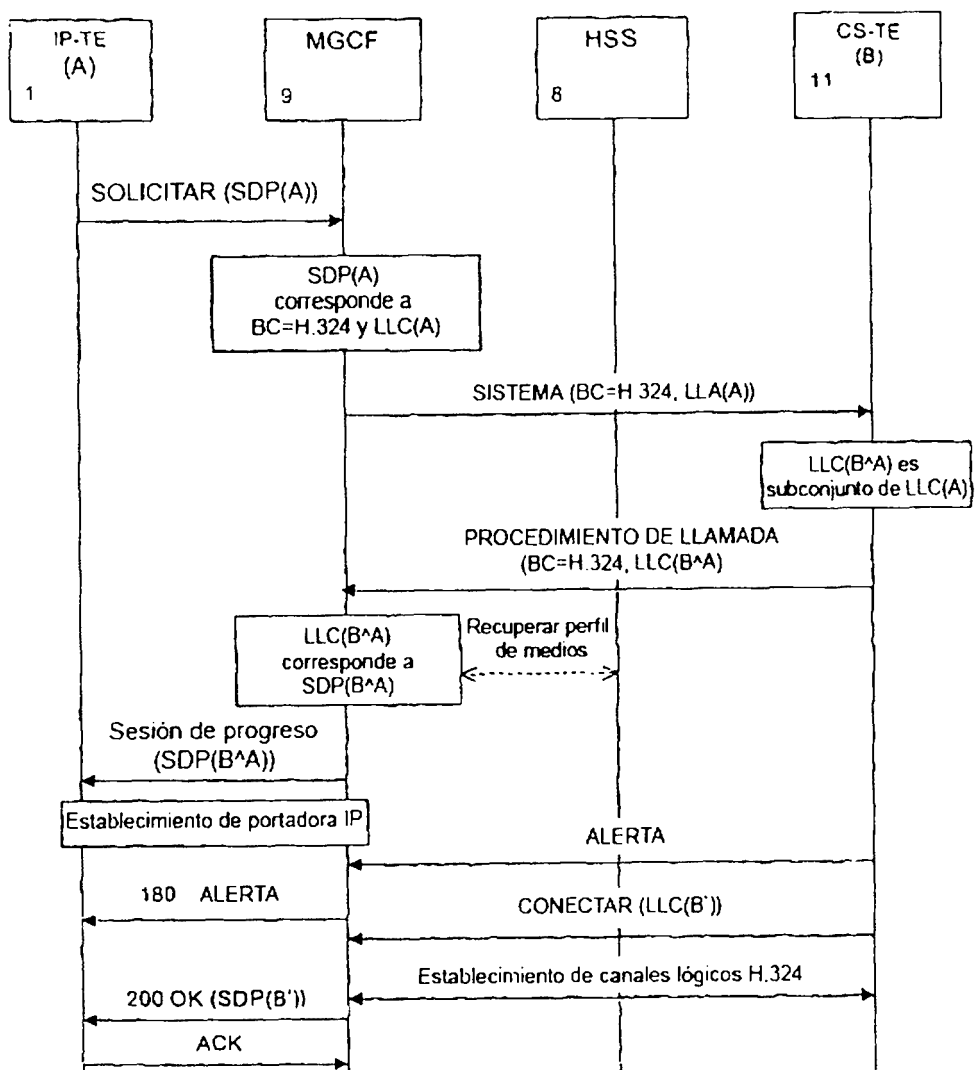 IP-TE
(A)
1
MGCF
9
HSS
8
CS-TE
(B)
11
SOLICITAR (SDP(A))
SDP(A)
corresponde a
BC=H.324 y LLC(A)
SISTEMA (BC=H 324, LLA(A))
LLC(B^A) es
subconjunto de LLC(A)
PROCEDIMIENTO DE LLAMADA
(BC=H.324, LLC(B^A)
LLC(B^A)
corresponde a
SDP(B^A)
Recuperar perfil
de medios
Sesión de progreso
(SDP(B^A))
Establecimiento de portadora IP
ALERTA
180 ALERTA
CONECTAR (LLC(B'))
Establecimiento de canales lógicos H.324
200 OK (SDP(B'))
ACK